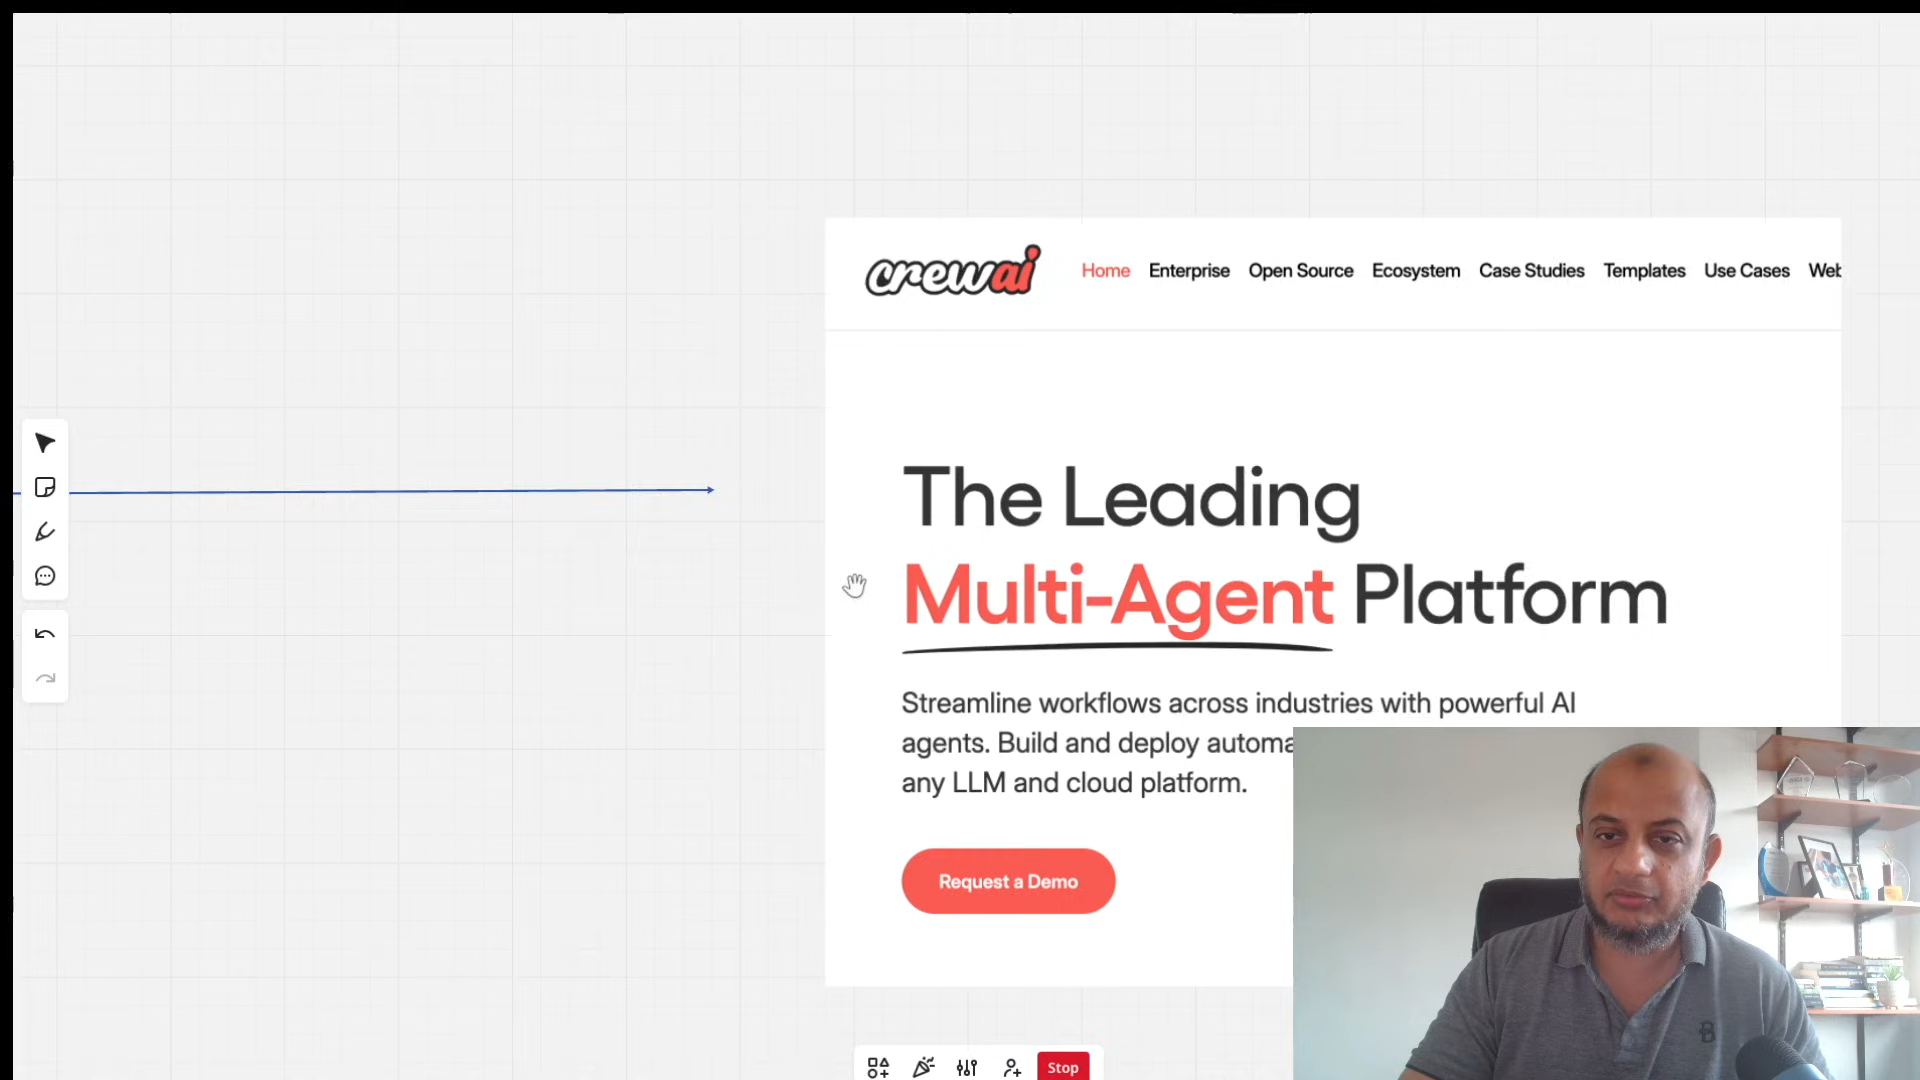 crewai
Home Enterprise Open Source Ecosystem Case Studies Templates Use Cases Web
The Leading
Multi-Agent Platform
Streamline workflows across industries with powerful AI
agents. Build and deploy automa
any LLM and cloud platform.
Request a Demo
Stop